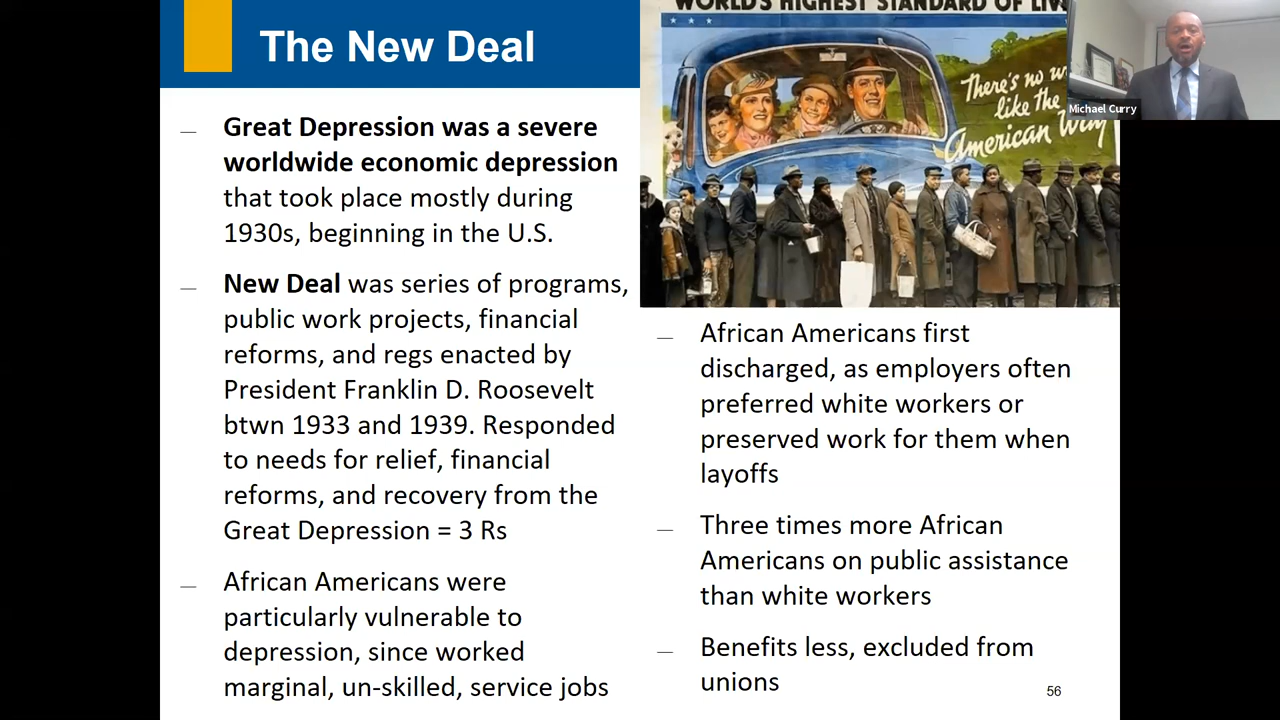 The New Deal
Great Depression was a severe
worldwide economic depression
that took place mostly during
1930s, beginning in the U.S.
New Deal was series of programs,
public work projects, financial
reforms, and regs enacted by
President Franklin D. Roosevelt
btwn 1933 and 1939. Responded
to needs for relief, financial
reforms, and recovery from the
Great Depression = 3 Rs
African Americans were
particularly vulnerable to
depression, since worked
marginal, un-skilled, service jobs
WORLD'S HIGHEST STANDARD OF
There's no
like the
American Way
Michael Curry
African Americans first
discharged, as employers often
preferred white workers or
preserved work for them when
layoffs
Three times more African
Americans on public assistance
than white workers
Benefits less, excluded from
unions
56